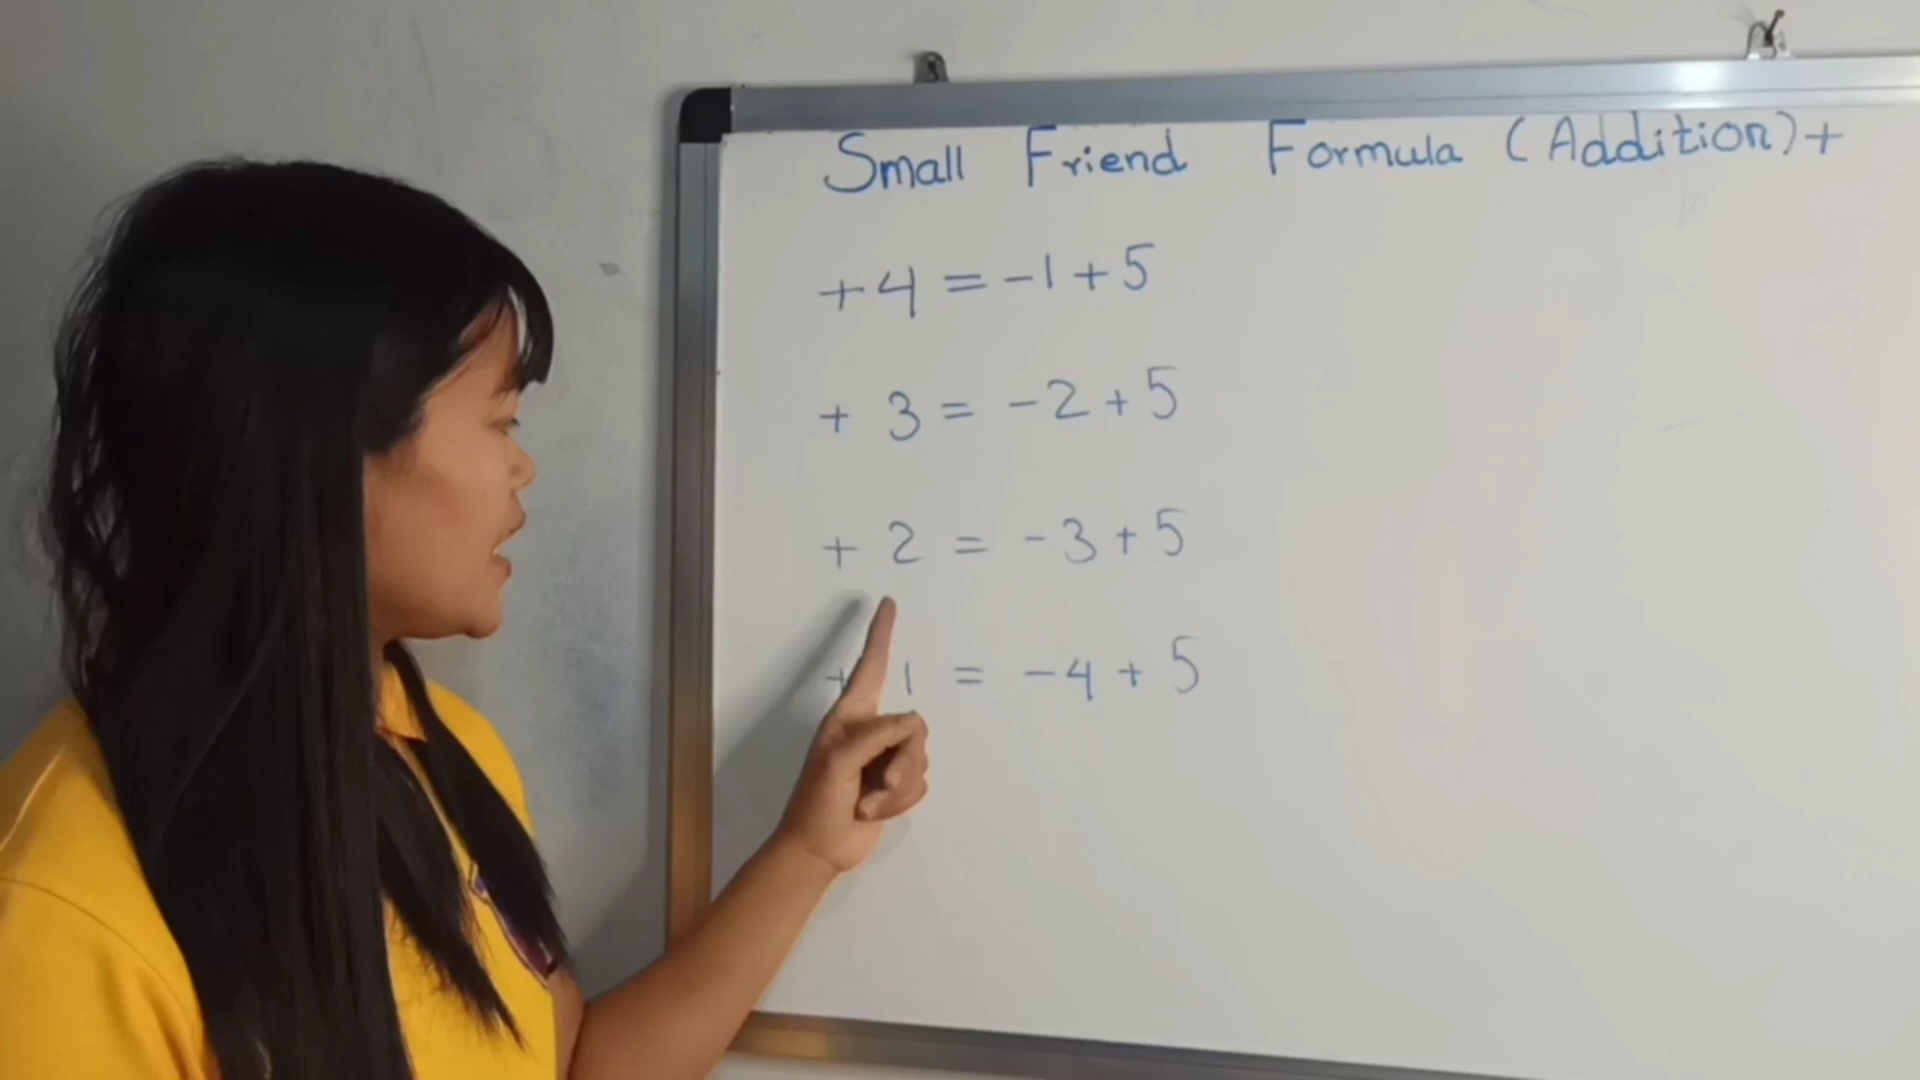 Small Friend Formula (Addition) +
+ 4 = - 1 + 5
+ 3 = - 2 + 5
+ 2 = - 3 + 5
+ 1 = - 4 + 5